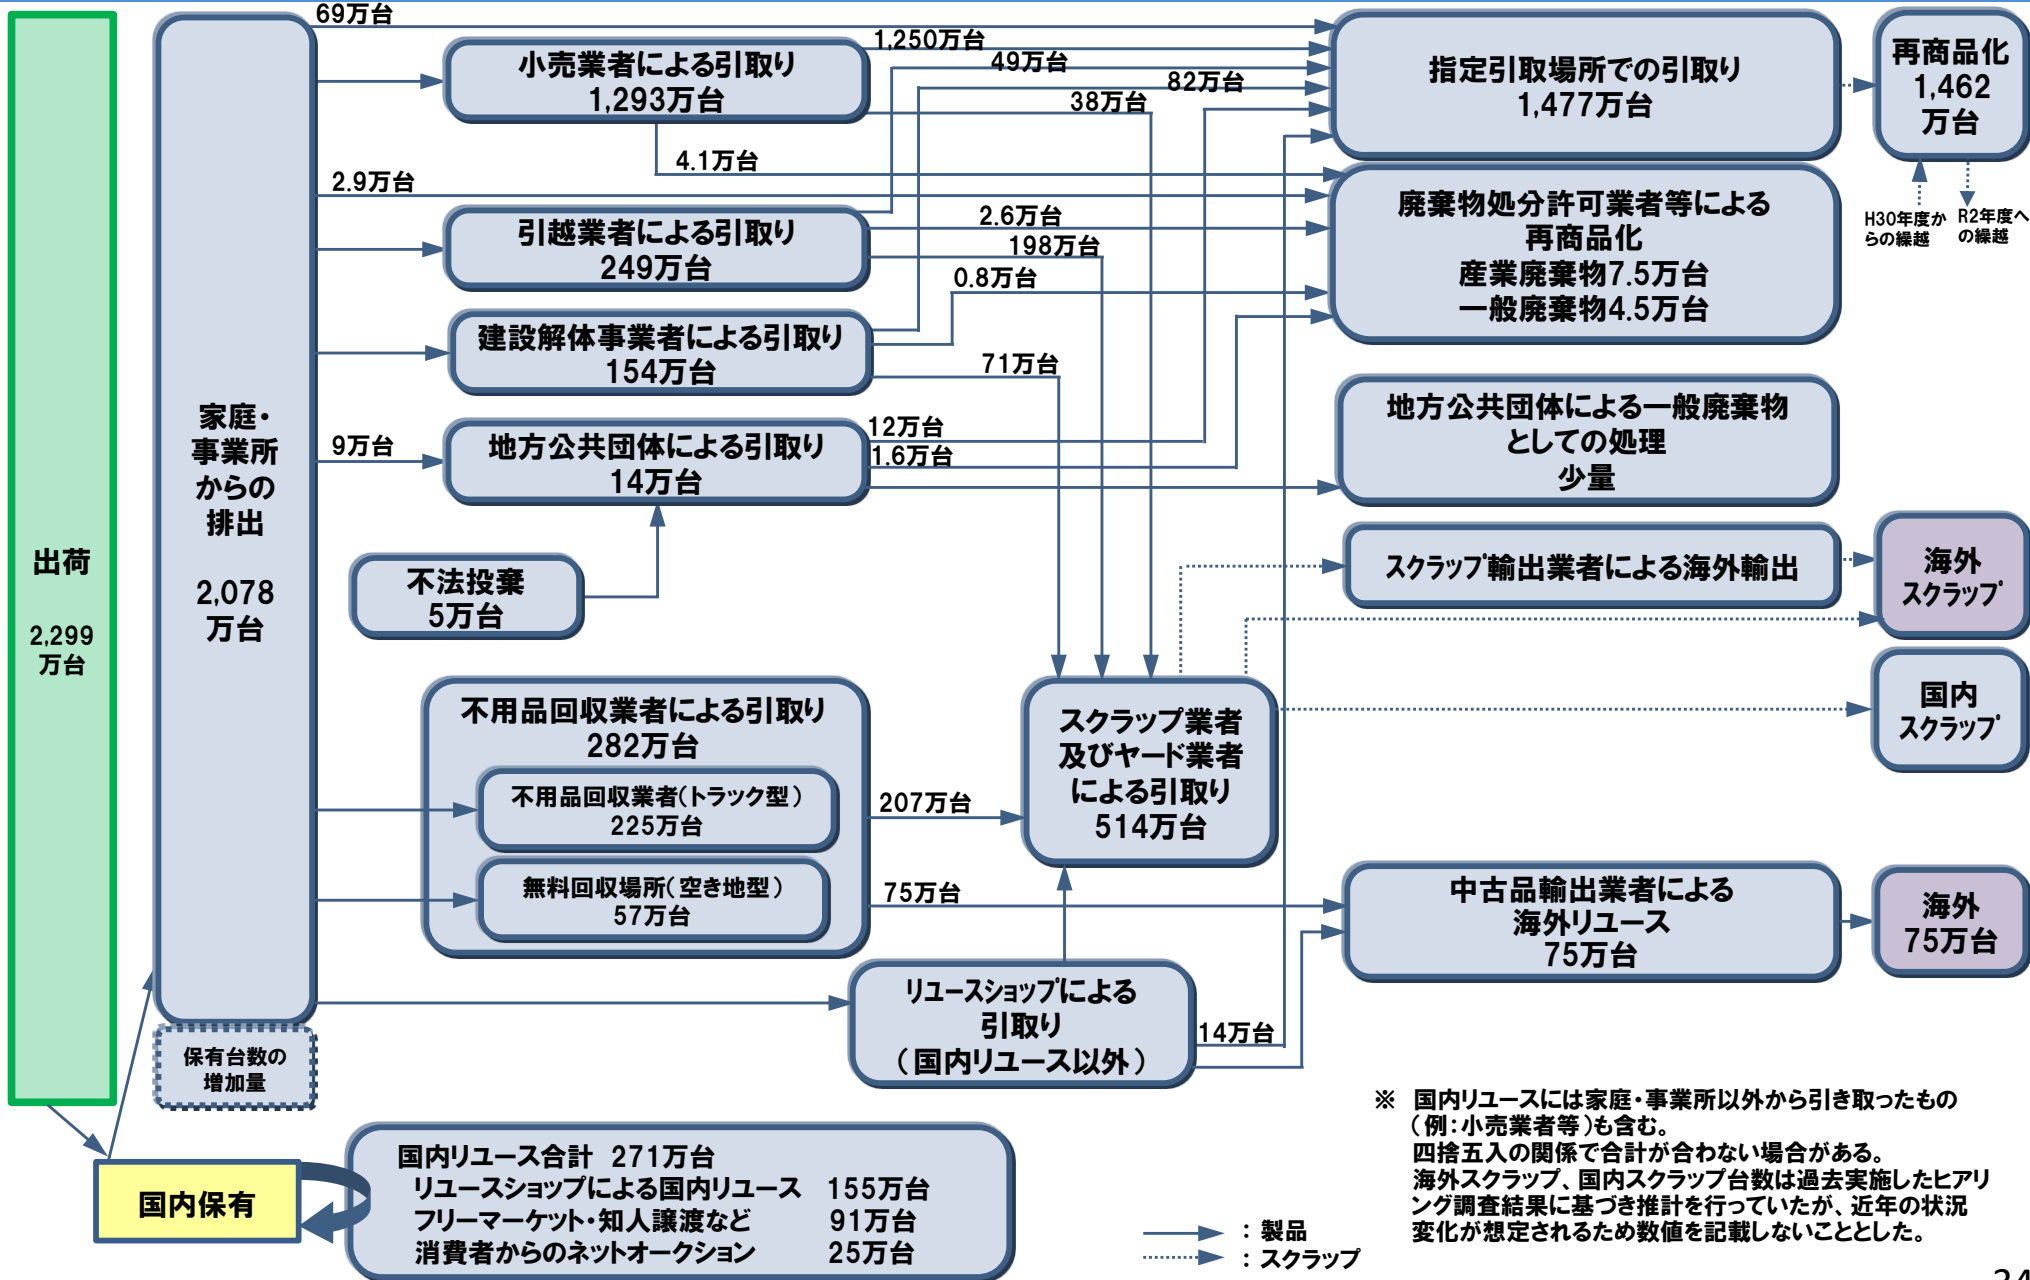 出荷
2,299
万台
家庭・
事業所
からの
排出
2,078
万台
保有台数の
増加量
国内保有
69万台
小売業者による引取り
1,293万台
1,250万台
49万台
82万台
38万台
4.1万台
2.9万台
引越業者による引取り
249万台
2.6万台
198万台
0.8万台
建設解体事業者による引取り
154万台
71万台
9万台
地方公共団体による引取り
14万台
12万台
1.6万台
不法投棄
5万台
不用品回収業者による引取り
282万台
不用品回収業者(トラック型)
225万台
無料回収場所(空き地型)
57万台
207万台
75万台
スクラップ業者
及びヤード業者
による引取り
514万台
リユースショップによる
引取り
(国内リユース以外)
14万台
指定引取場所での引取り
1,477万台
再商品化
1,462
万台
H30年度か
らの繰越
R2年度へ
の繰越
廃棄物処分許可業者等による
再商品化
産業廃棄物7.5万台
一般廃棄物4.5万台
地方公共団体による一般廃棄物
としての処理
少量
スクラップ輸出業者による海外輸出
海外
スクラップ
国内
スクラップ
中古品輸出業者による
海外リユース
75万台
海外
75万台
国内リユース合計 271万台
リユースショップによる国内リユース 155万台
フリーマーケット・知人譲渡など 91万台
消費者からのネットオークション 25万台
：製品
：スクラップ
※ 国内リユースには家庭・事業所以外から引き取ったもの
(例:小売業者等)も含む。
四捨五入の関係で合計が合わない場合がある。
海外スクラップ、国内スクラップ台数は過去実施したヒアリ
ング調査結果に基づき推計を行っていたが、近年の状況
変化が想定されるため数値を記載しないこととした。